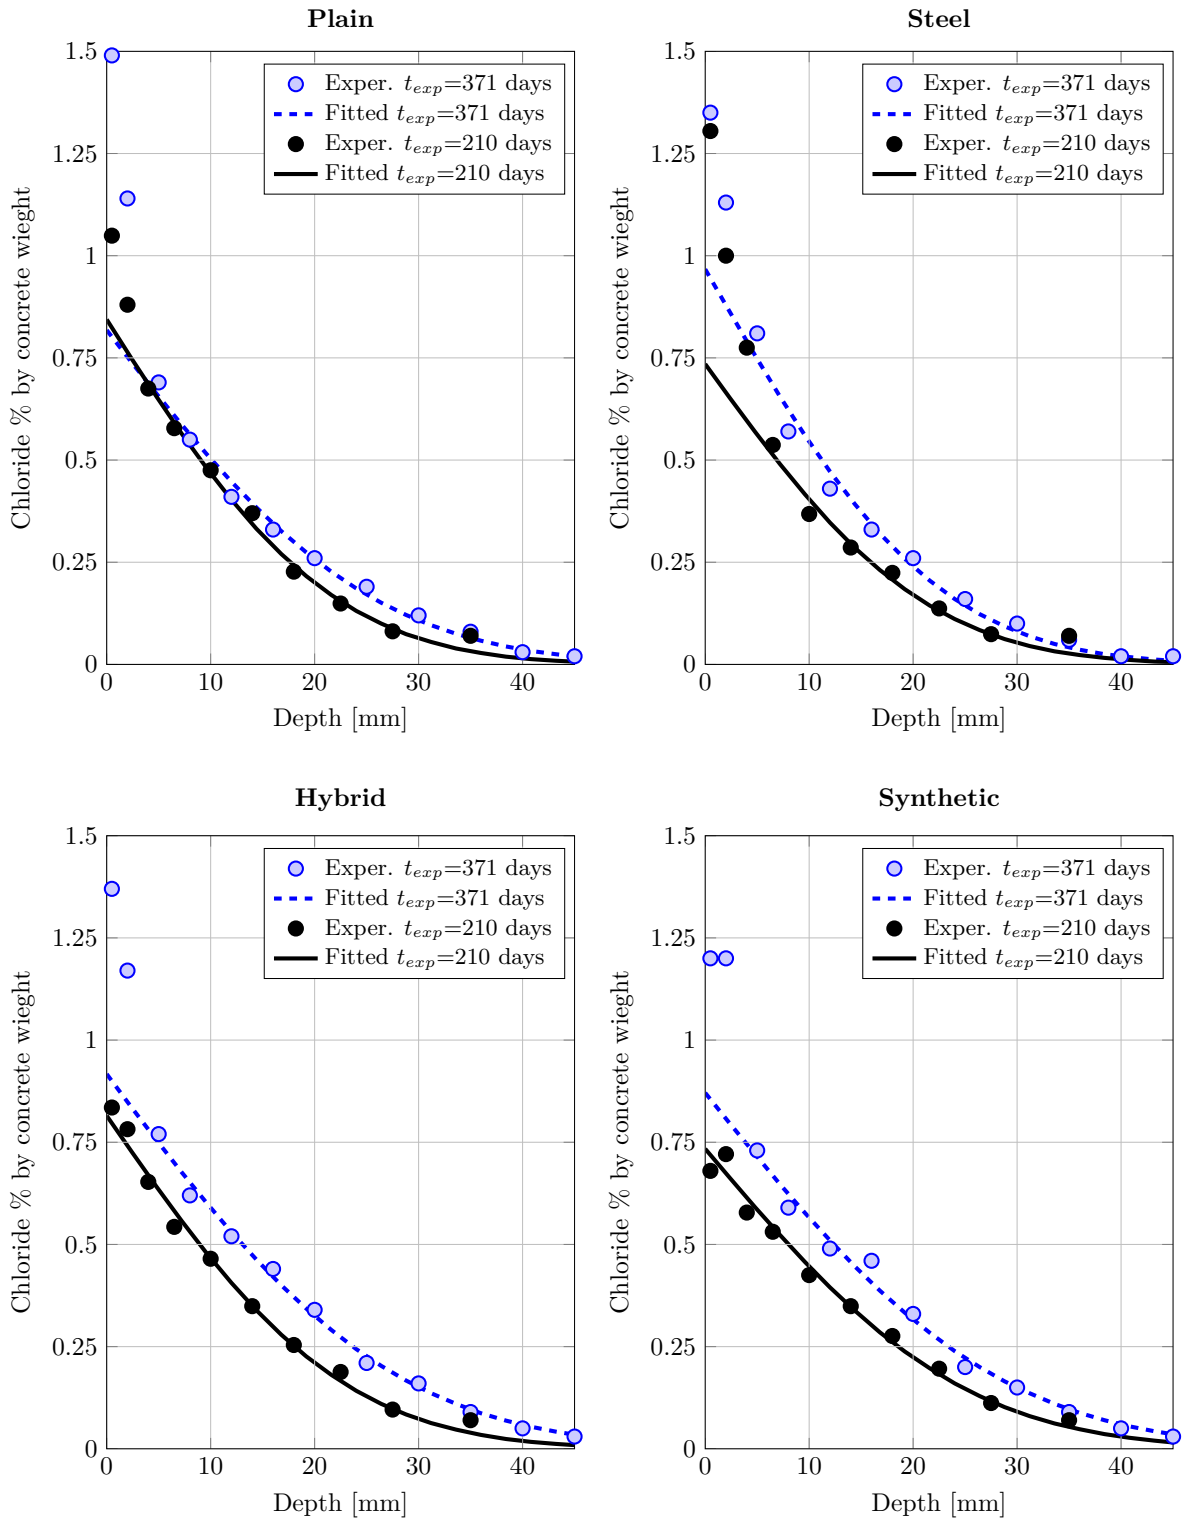 Plain
Chloride % by concrete wieght
1.5
1.25
1
0.75
0.5
0.25
0
0 10 20 30 40
Depth [mm]
Exper. t_exp=371 days
Fitted t_exp=371 days
Exper. t_exp=210 days
Fitted t_exp=210 days
Steel
Chloride % by concrete wieght
1.5
1.25
1
0.75
0.5
0.25
0
0 10 20 30 40
Depth [mm]
Exper. t_exp=371 days
Fitted t_exp=371 days
Exper. t_exp=210 days
Fitted t_exp=210 days
Hybrid
Chloride % by concrete wieght
1.5
1.25
1
0.75
0.5
0.25
0
0 10 20 30 40
Depth [mm]
Exper. t_exp=371 days
Fitted t_exp=371 days
Exper. t_exp=210 days
Fitted t_exp=210 days
Synthetic
Chloride % by concrete wieght
1.5
1.25
1
0.75
0.5
0.25
0
0 10 20 30 40
Depth [mm]
Exper. t_exp=371 days
Fitted t_exp=371 days
Exper. t_exp=210 days
Fitted t_exp=210 days